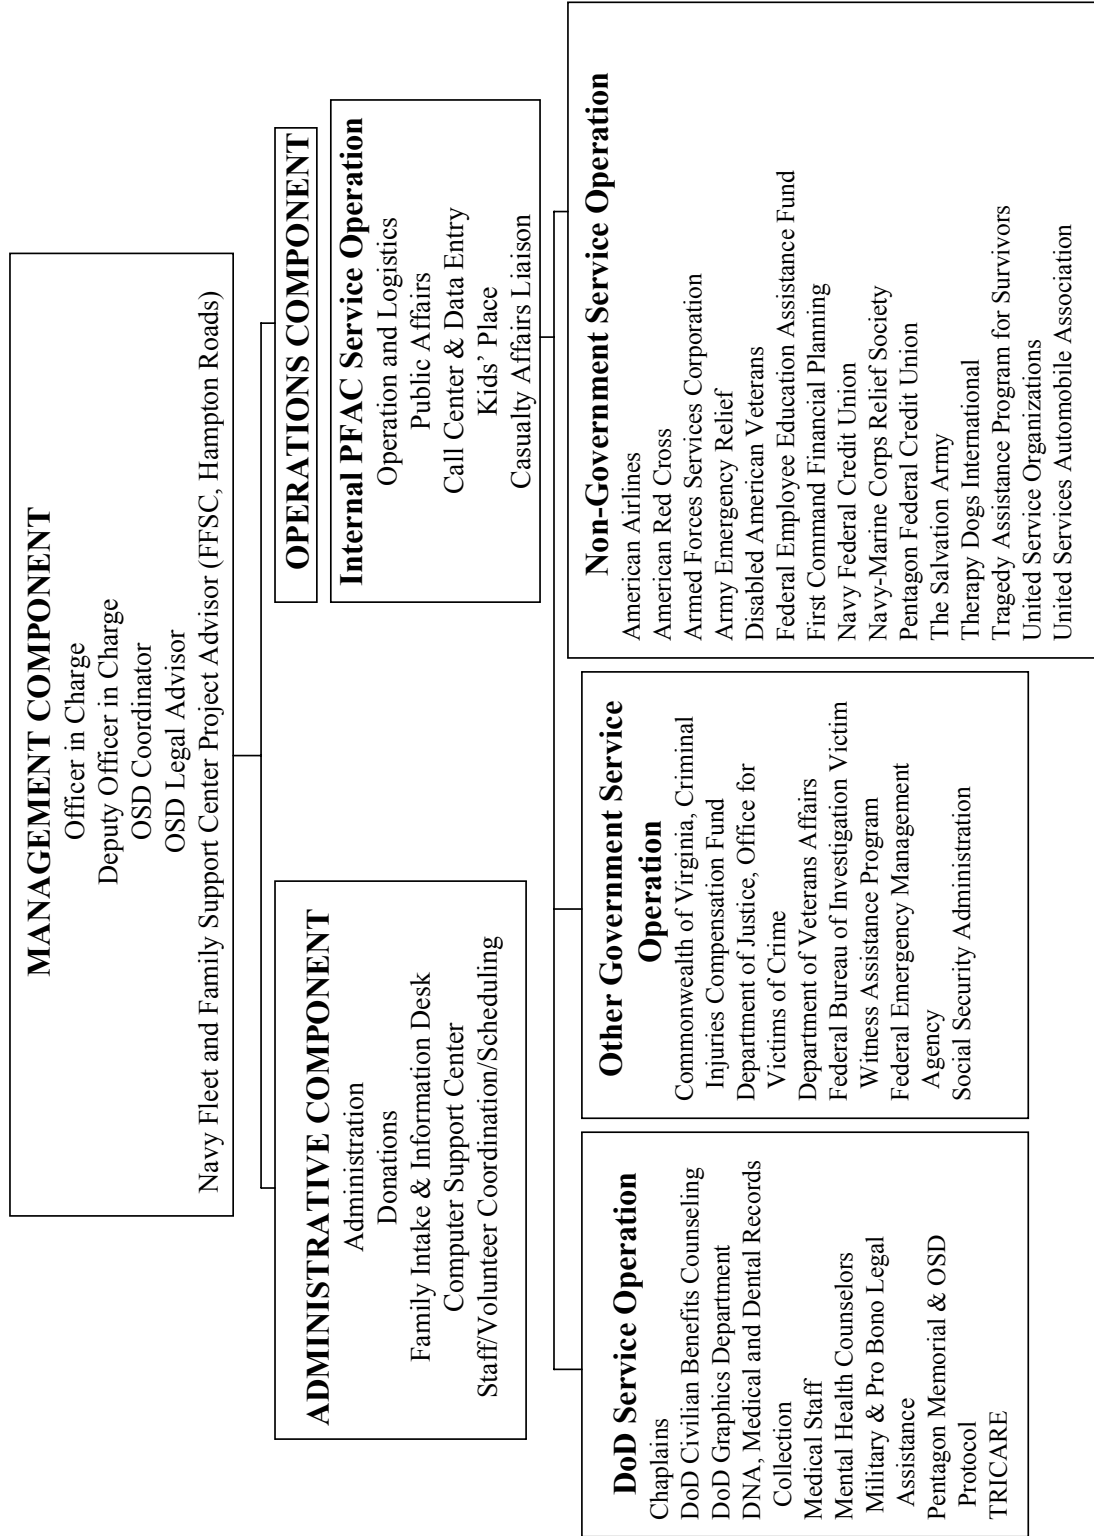 MANAGEMENT COMPONENT
Officer in Charge
Deputy Officer in Charge
OSD Coordinator
OSD Legal Advisor
Navy Fleet and Family Support Center Project Advisor (FFSC, Hampton Roads)
ADMINISTRATIVE COMPONENT
Administration
Donations
Family Intake & Information Desk
Computer Support Center
Staff/Volunteer Coordination/Scheduling
OPERATIONS COMPONENT
Internal PFAC Service Operation
Operation and Logistics
Public Affairs
Call Center & Data Entry
Kids' Place
Casualty Affairs Liaison
DoD Service Operation
Chaplains
DoD Civilian Benefits Counseling
DoD Graphics Department
DNA, Medical and Dental Records
Collection
Medical Staff
Mental Health Counselors
Military & Pro Bono Legal
Assistance
Pentagon Memorial & OSD
Protocol
TRICARE
Other Government Service
Operation
Commonwealth of Virginia, Criminal
Injuries Compensation Fund
Department of Justice, Office for
Victims of Crime
Department of Veterans Affairs
Federal Bureau of Investigation Victim
Witness Assistance Program
Federal Emergency Management
Agency
Social Security Administration
Non-Government Service Operation
American Airlines
American Red Cross
Armed Forces Services Corporation
Army Emergency Relief
Disabled American Veterans
Federal Employee Education Assistance Fund
First Command Financial Planning
Navy Federal Credit Union
Navy-Marine Corps Relief Society
Pentagon Federal Credit Union
The Salvation Army
Therapy Dogs International
Tragedy Assistance Program for Survivors
United Service Organizations
United Services Automobile Association